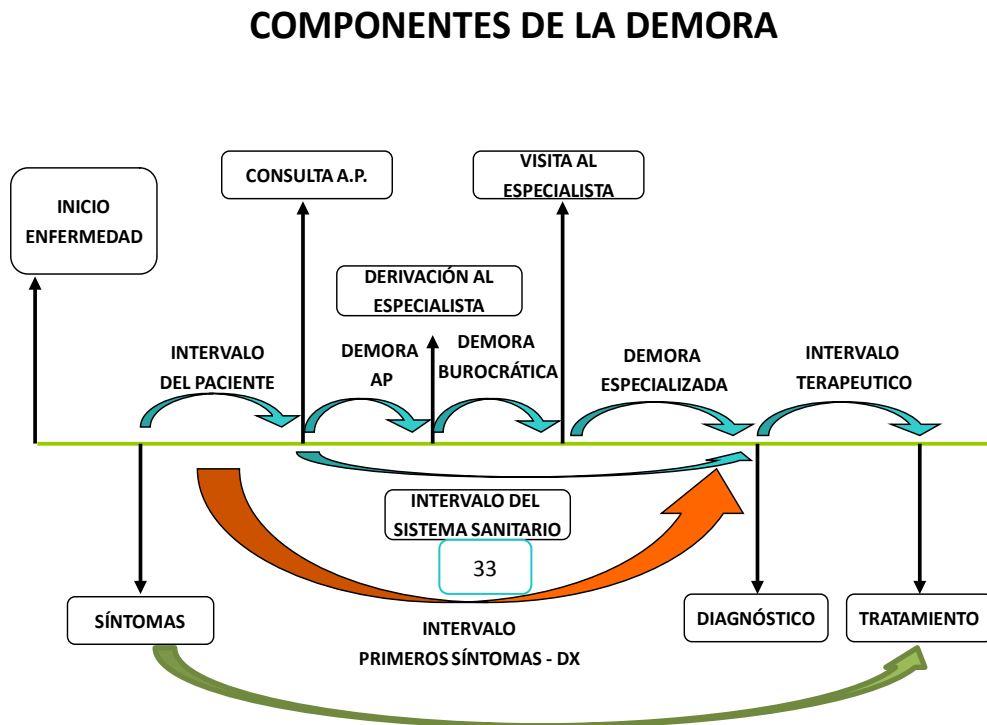 COMPONENTES DE LA DEMORA
INICIO
ENFERMEDAD
CONSULTA A.P.
VISITA AL
ESPECIALISTA
DERIVACIÓN AL
ESPECIALISTA
INTERVALO
DEL PACIENTE
DEMORA
AP
DEMORA
BUROCRÁTICA
DEMORA
ESPECIALIZADA
INTERVALO
TERAPEUTICO
INTERVALO DEL
SISTEMA SANITARIO
33
SÍNTOMAS
DIAGNÓSTICO
TRATAMIENTO
INTERVALO
PRIMEROS SÍNTOMAS - DX